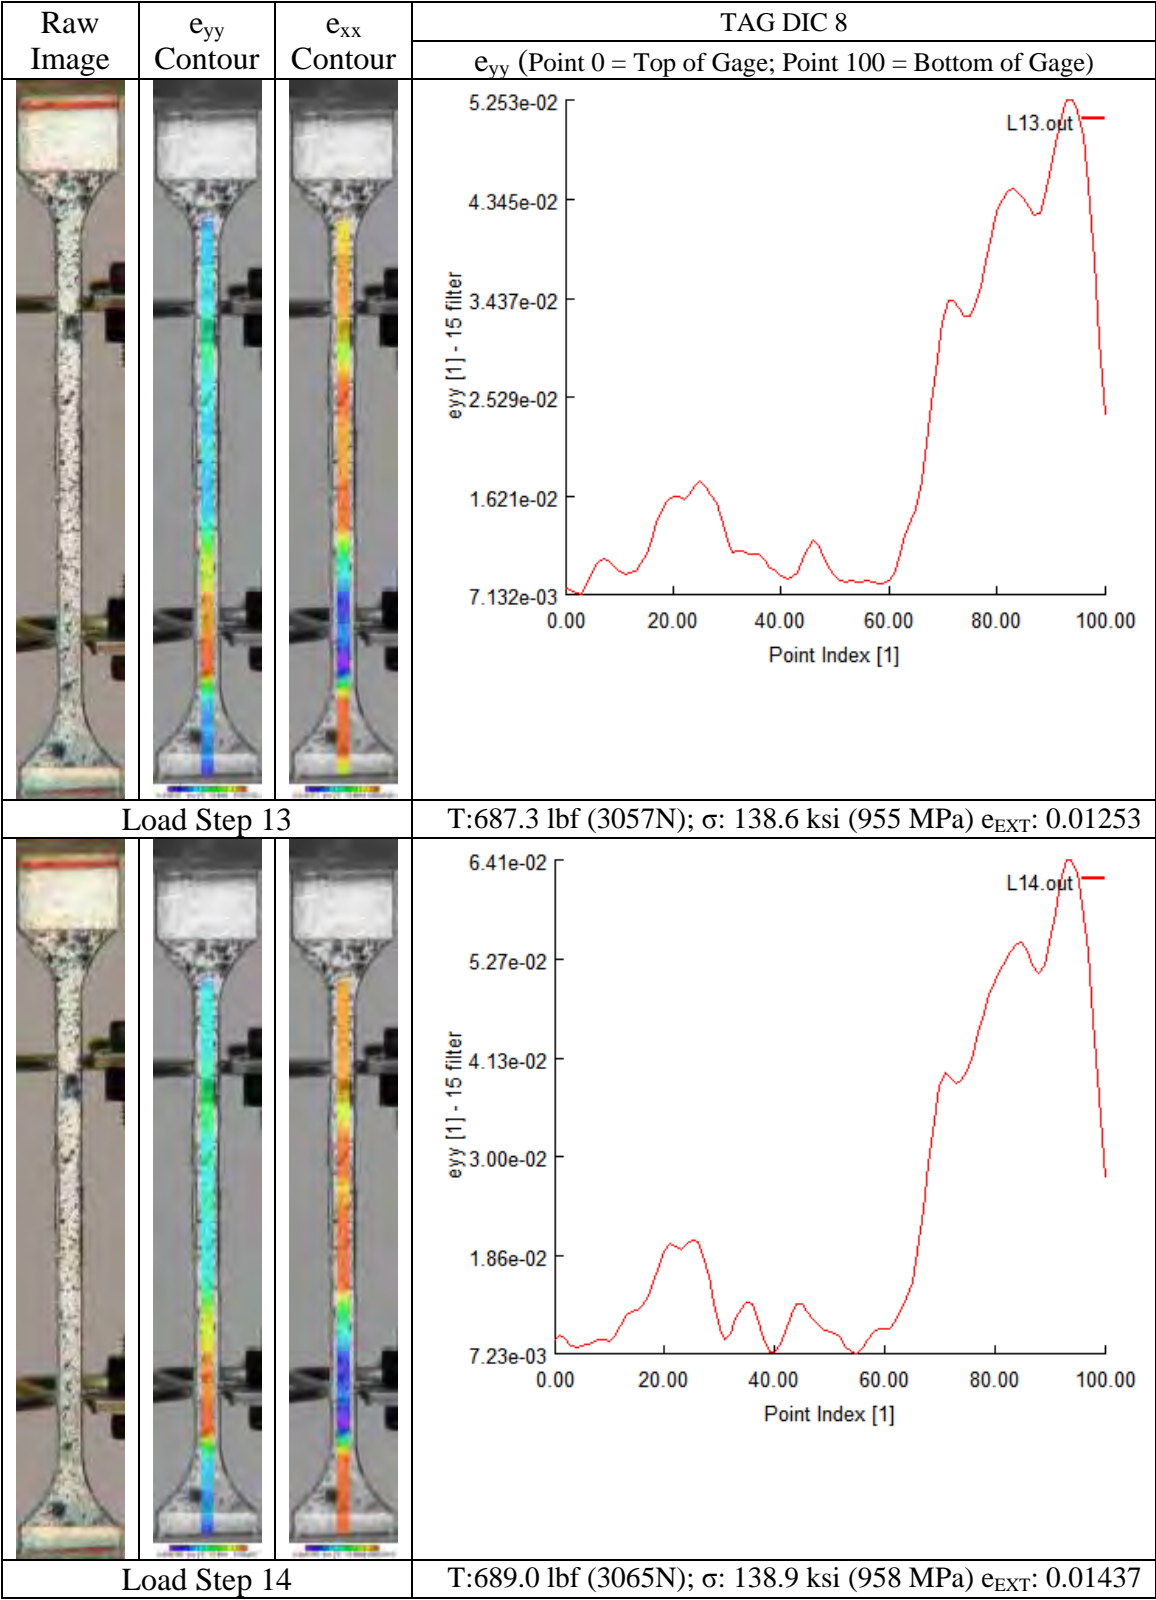 Raw Image
e_yy Contour
e_xx Contour
TAG DIC 8
e_yy (Point 0 = Top of Gage; Point 100 = Bottom of Gage)
5.253e-02
L13.out
4.345e-02
3.437e-02
2.529e-02
1.621e-02
7.132e-03
eyy [1] - 15 filter
0.00 20.00 40.00 60.00 80.00 100.00
Point Index [1]
Load Step 13
T:687.3 lbf (3057N); σ: 138.6 ksi (955 MPa) e_EXT: 0.01253
6.41e-02
L14.out
5.27e-02
4.13e-02
3.00e-02
1.86e-02
7.23e-03
eyy [1] - 15 filter
0.00 20.00 40.00 60.00 80.00 100.00
Point Index [1]
Load Step 14
T:689.0 lbf (3065N); σ: 138.9 ksi (958 MPa) e_EXT: 0.01437